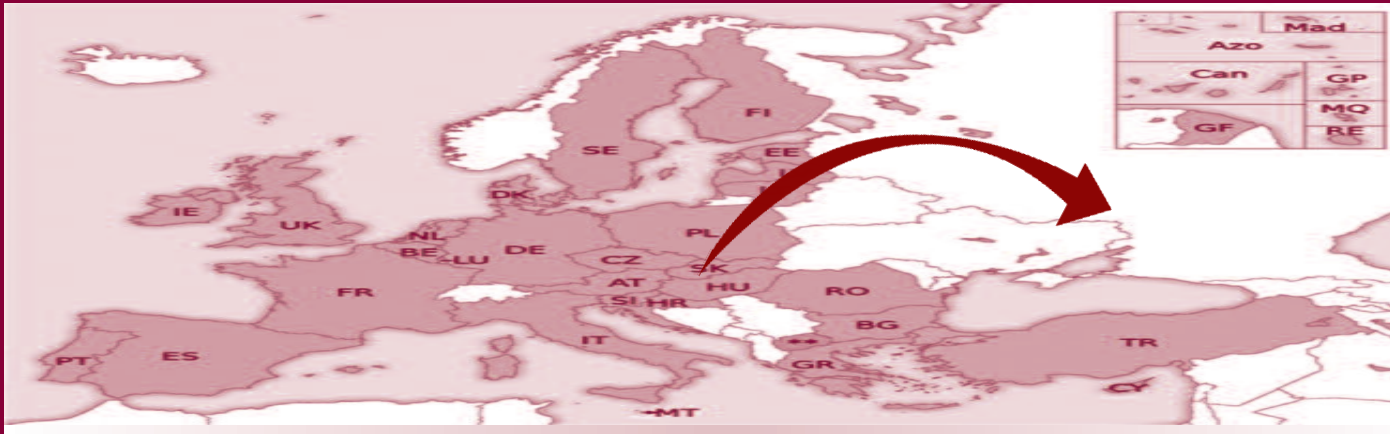 Mad
Azo
Can
GP
MQ
GF
RE
FI
SE
EE
DK
IE
UK
NL
PL
BE
DE
LU
CZ
SK
AT
HU
FR
RO
SI
HR
BG
IT
TR
PT
ES
GR
CY
MT